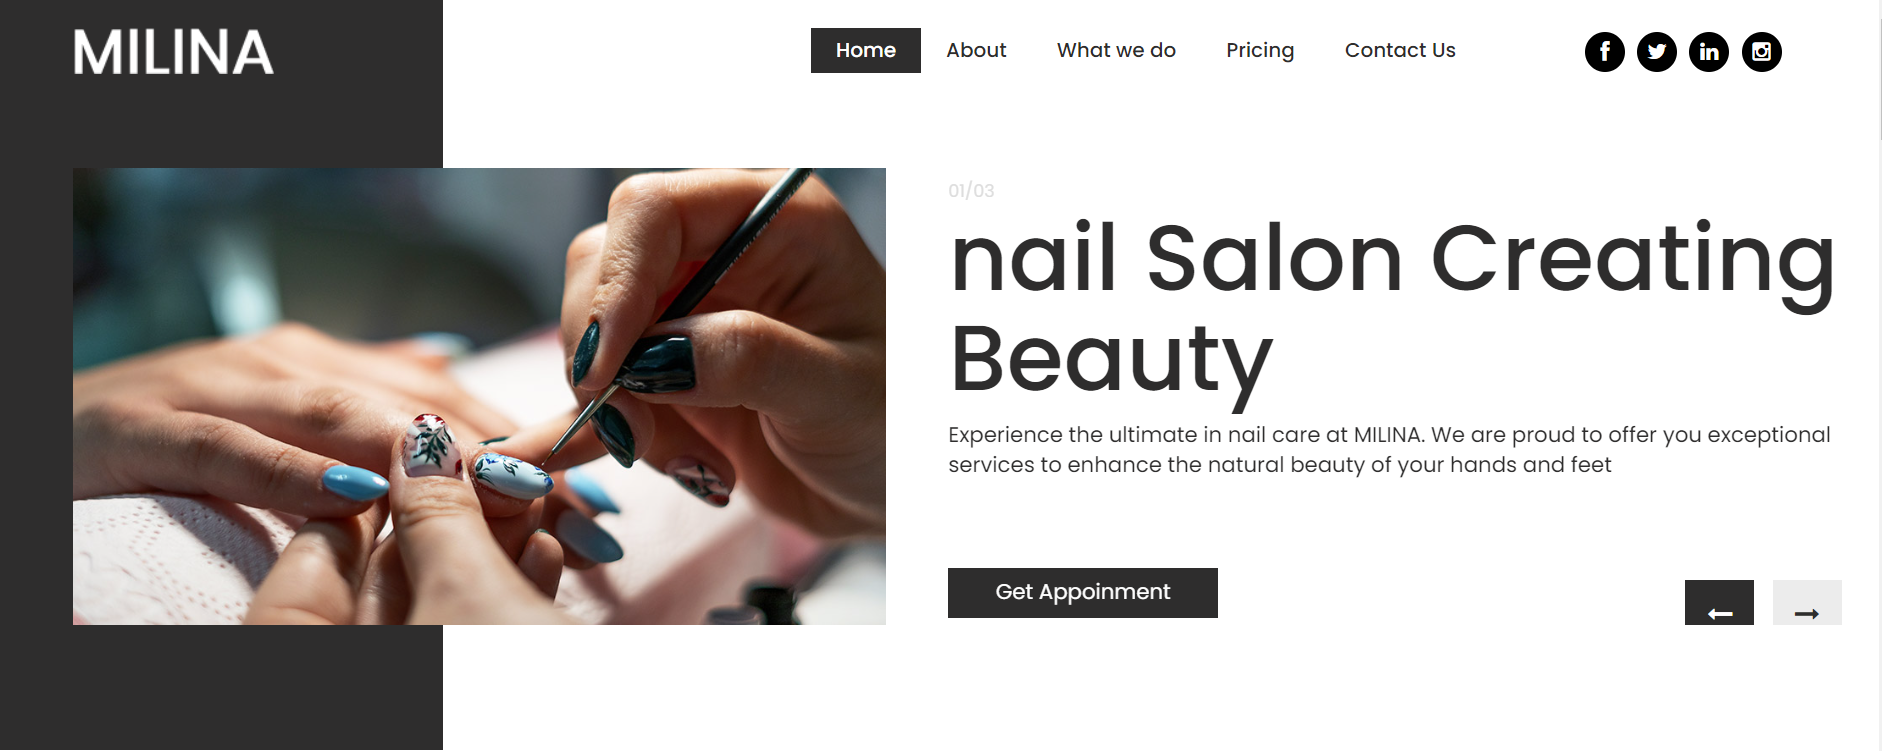 MILINA
Home About What we do Pricing Contact Us
01/03
nail Salon Creating
Beauty
Experience the ultimate in nail care at MILINA. We are proud to offer you exceptional
services to enhance the natural beauty of your hands and feet
Get Appoinment